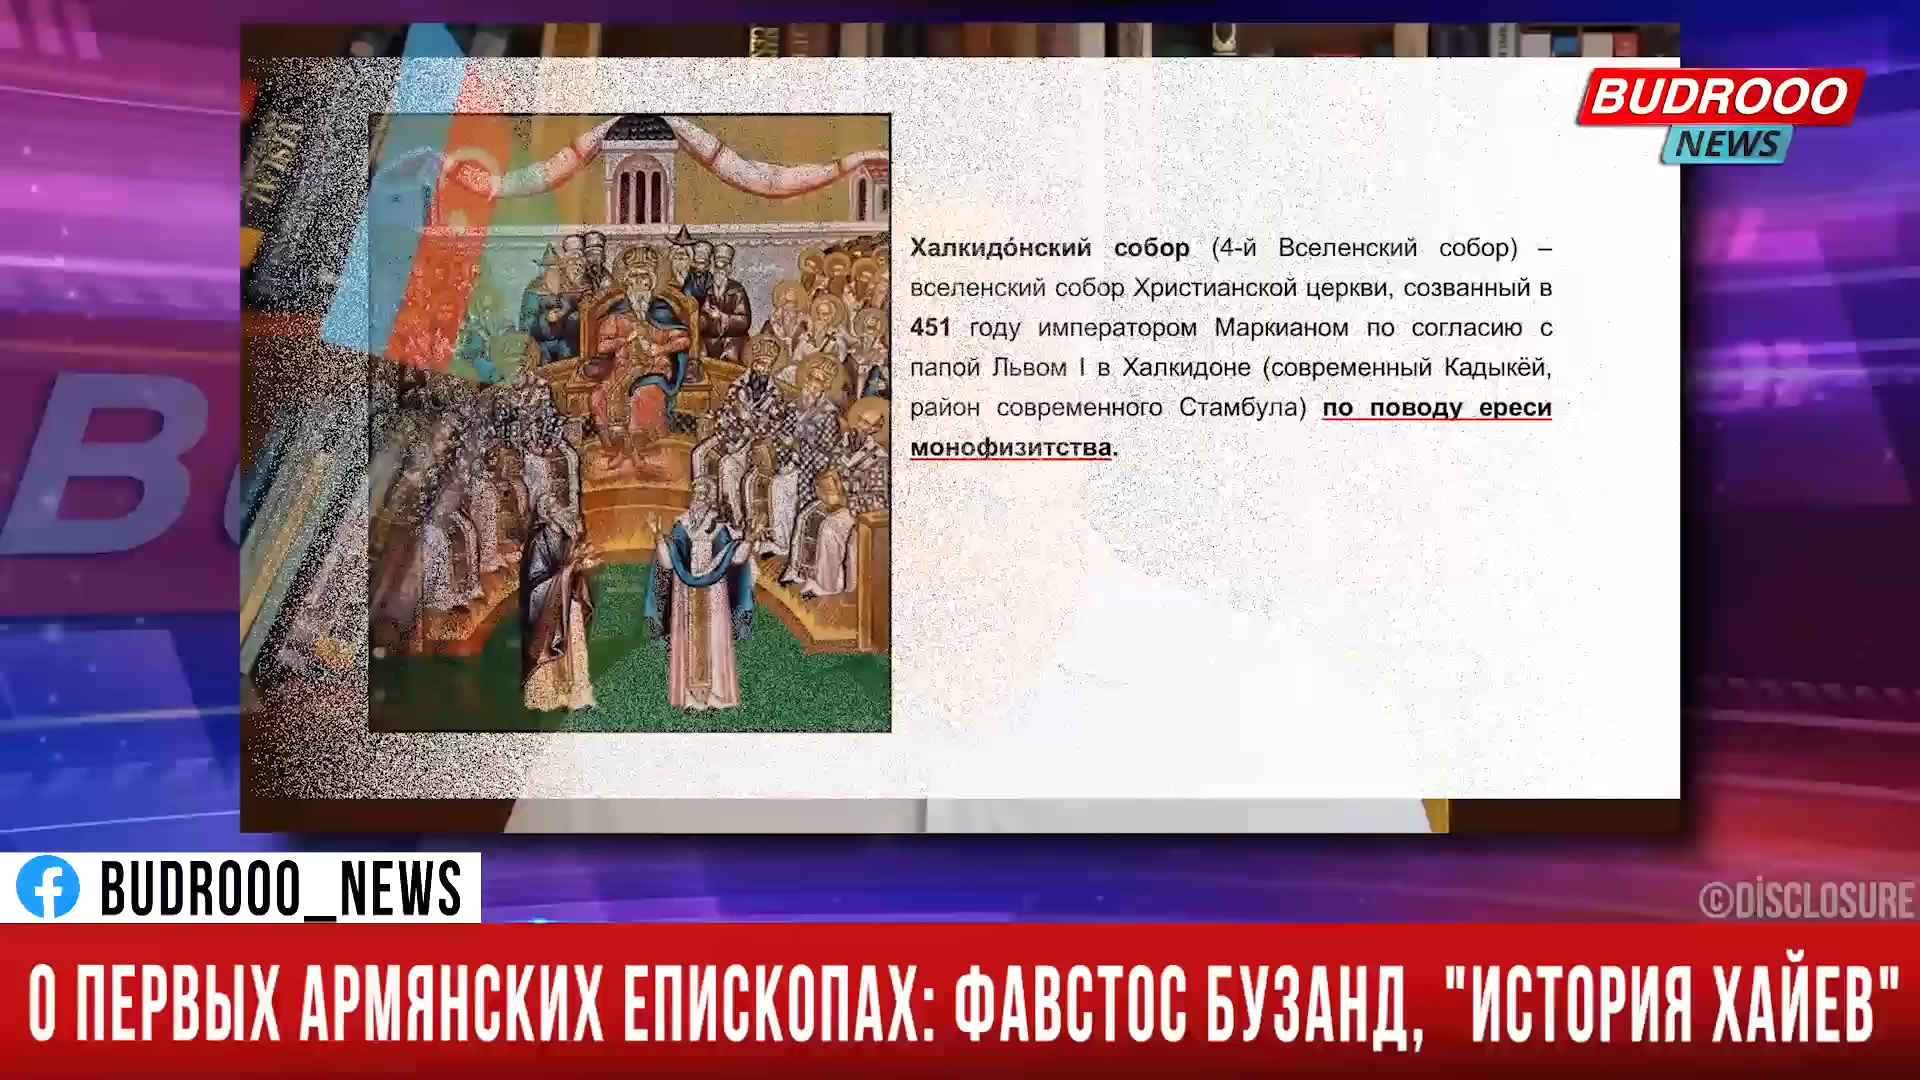 BUDROOO
NEWS
Халкидо́нский собор (4-й Вселенский собор) –
вселенский собор Христианской церкви, созванный в
451 году императором Маркианом по согласию с
папой Львом I в Халкидоне (современный Кадыкёй,
район современного Стамбула) по поводу ереси
монофизитства.
BUDROOO_NEWS
©DİSCLOSURE
О ПЕРВЫХ АРМЯНСКИХ ЕПИСКОПАХ: ФАВСТОС БУЗАНД, "ИСТОРИЯ ХАЙЕВ"